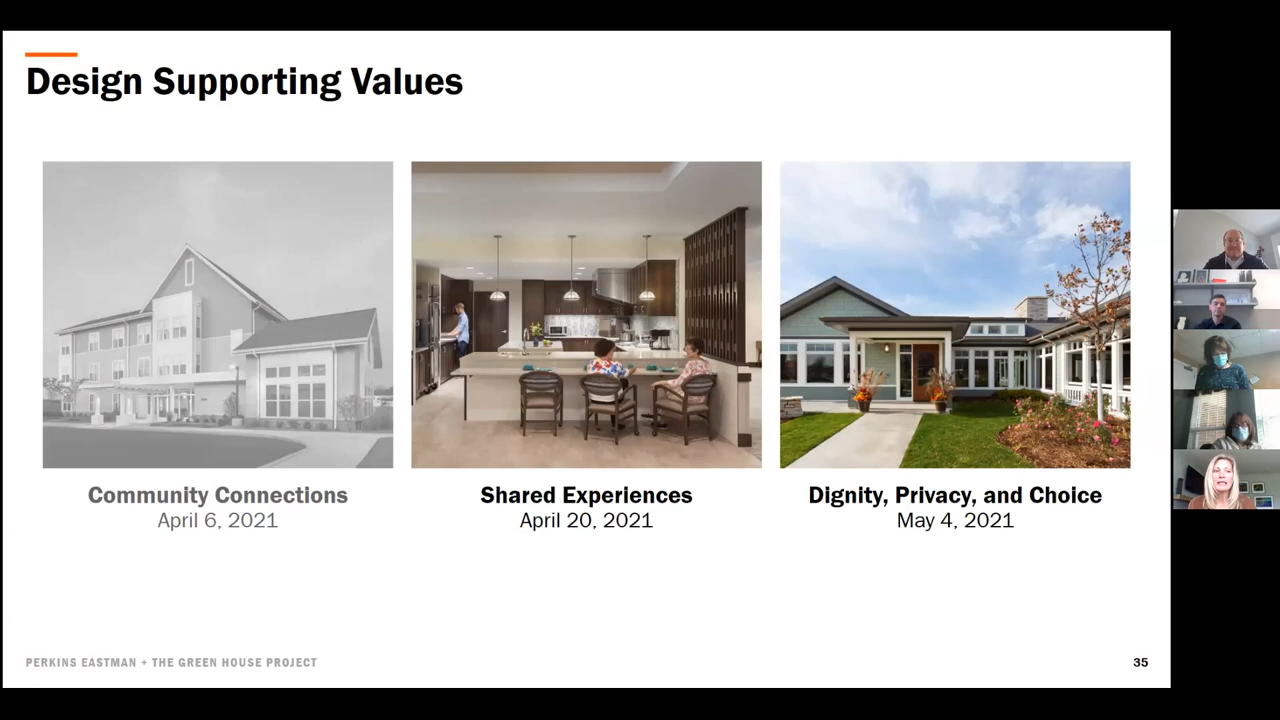 Design Supporting Values
Community Connections
April 6, 2021
Shared Experiences
April 20, 2021
Dignity, Privacy, and Choice
May 4, 2021
PERKINS EASTMAN + THE GREEN HOUSE PROJECT
35